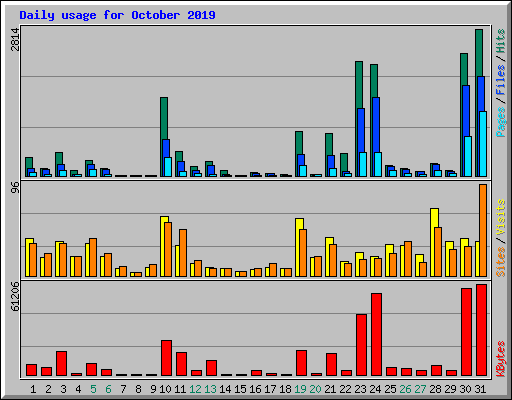 Daily usage for October 2019
2814
Pages / Files / Hits
96
Sites / Visits
61206
KBytes
1 2 3 4 5 6 7 8 9 10 11 12 13 14 15 16 17 18 19 20 21 22 23 24 25 26 27 28 29 30 31